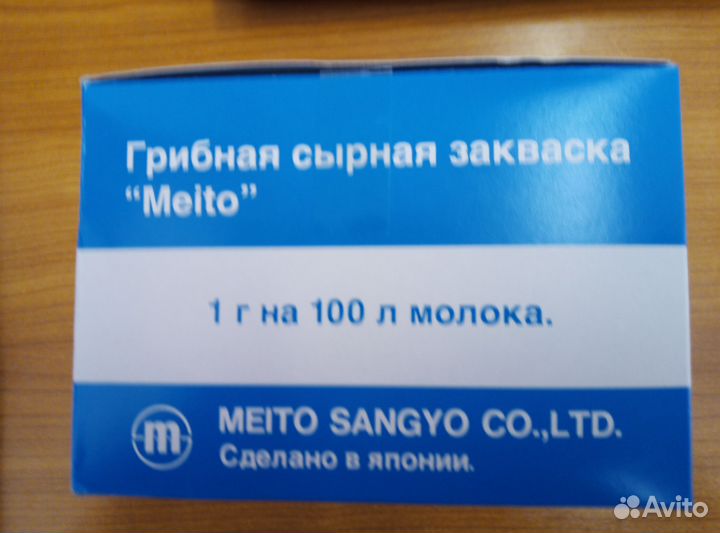 Грибная сырная закваска
“Meito”
1 г на 100 л молока.
m
MEITO SANGYO CO.,LTD.
Сделано в японии.
Avito